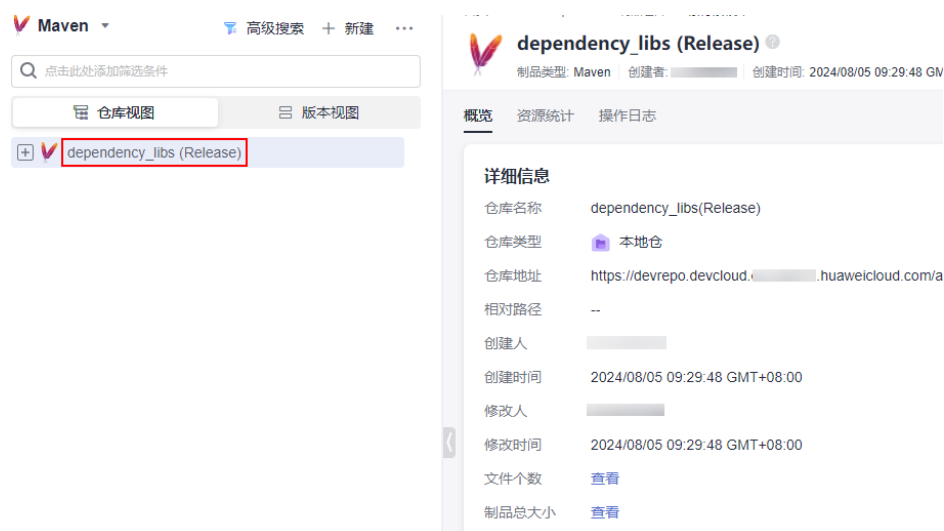 Maven
高级搜索
新建
点击此处添加筛选条件
仓库视图
版本视图
dependency_libs (Release)
dependency_libs (Release)
制品类型: Maven 创建者: 创建时间: 2024/08/05 09:29:48 GM
概览 资源统计 操作日志
详细信息
仓库名称 dependency_libs(Release)
仓库类型 本地仓
仓库地址 https://devrepo.devcloud. .huaweicloud.com/a
相对路径 --
创建人
创建时间 2024/08/05 09:29:48 GMT+08:00
修改人
修改时间 2024/08/05 09:29:48 GMT+08:00
文件个数 查看
制品总大小 查看